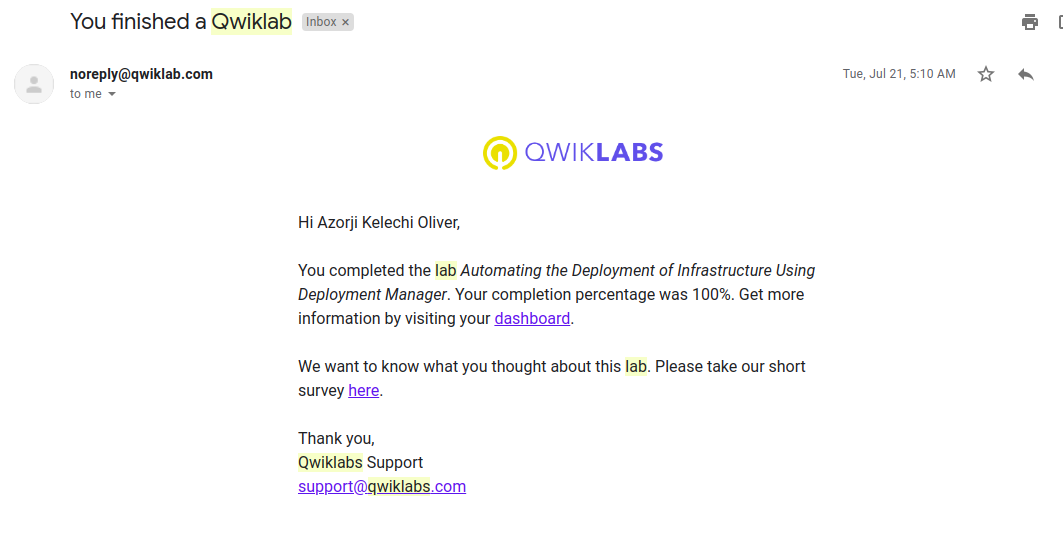 You finished a Qwiklab Inbox ×
noreply@qwiklab.com Tue, Jul 21, 5:10 AM
to me
QWIKLABS
Hi Azorji Kelechi Oliver,
You completed the lab Automating the Deployment of Infrastructure Using
Deployment Manager. Your completion percentage was 100%. Get more
information by visiting your dashboard.
We want to know what you thought about this lab. Please take our short
survey here.
Thank you,
Qwiklabs Support
support@qwiklabs.com